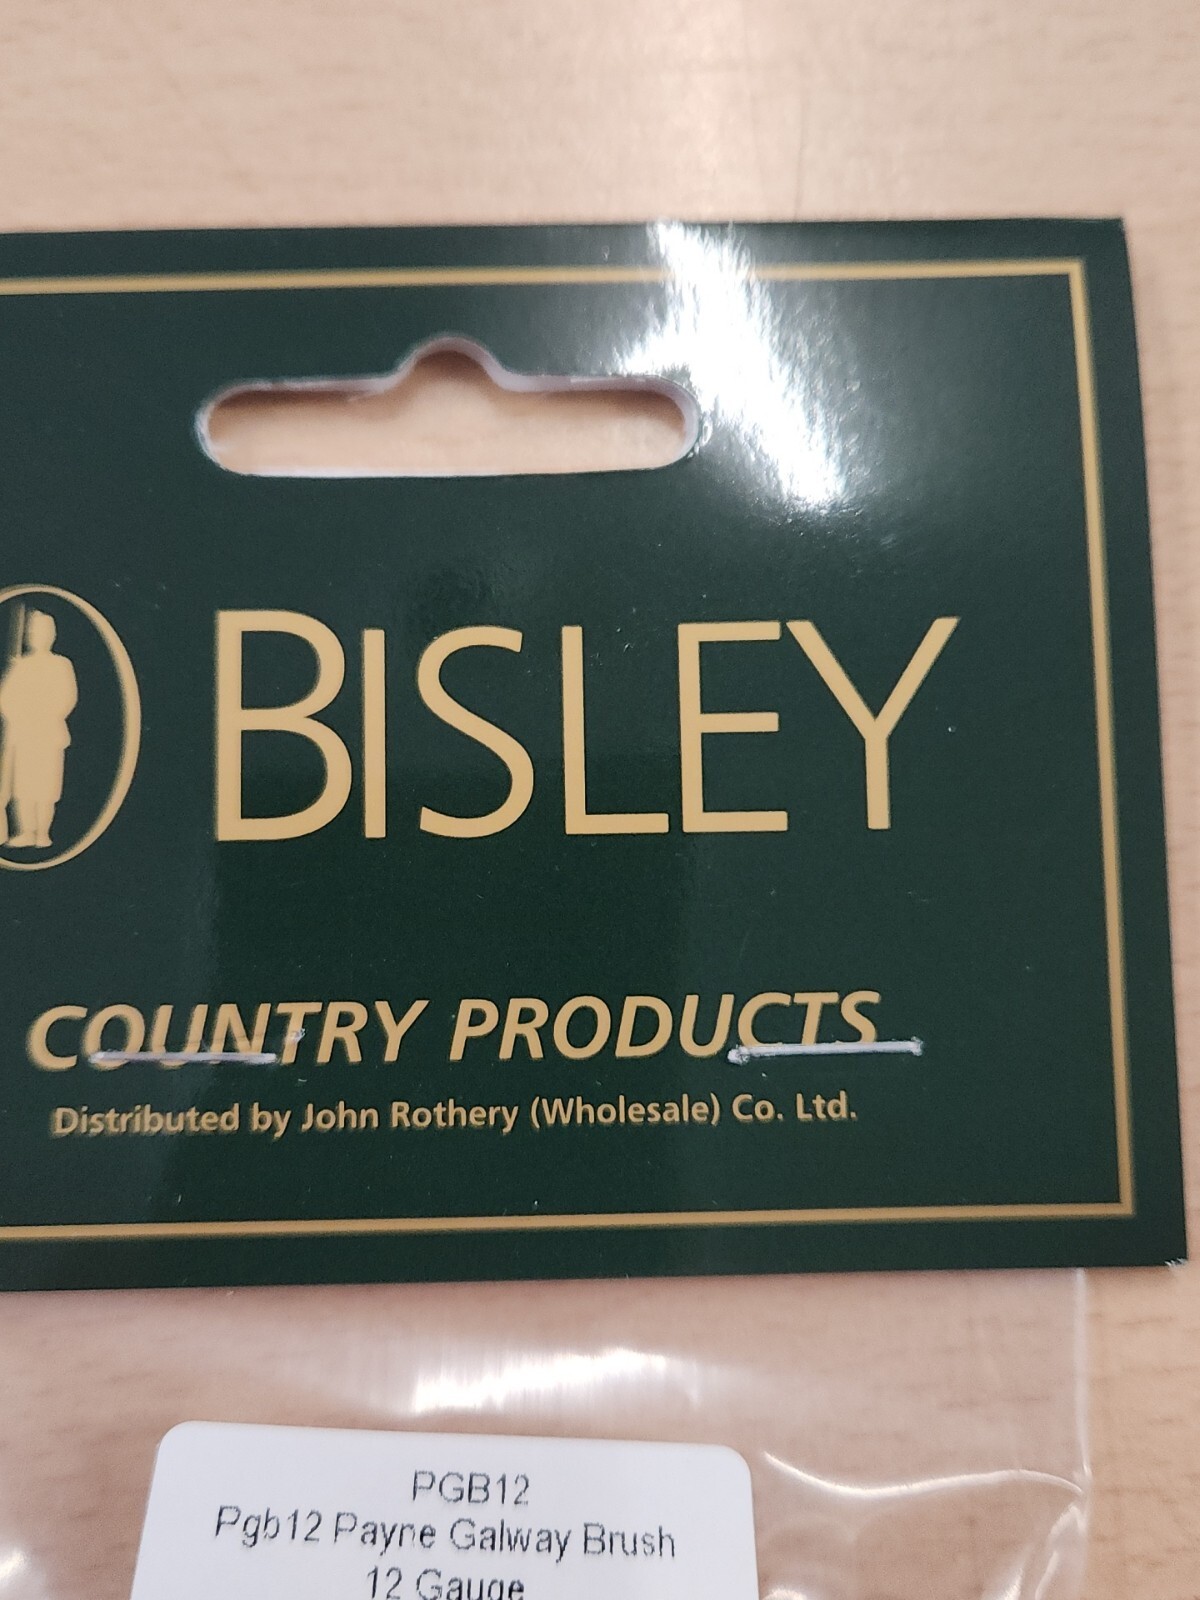 BISLEY
COUNTRY PRODUCTS
Distributed by John Rothery (Wholesale) Co. Ltd.
PGB12
Pgb12 Payne Galway Brush
12 Gauge